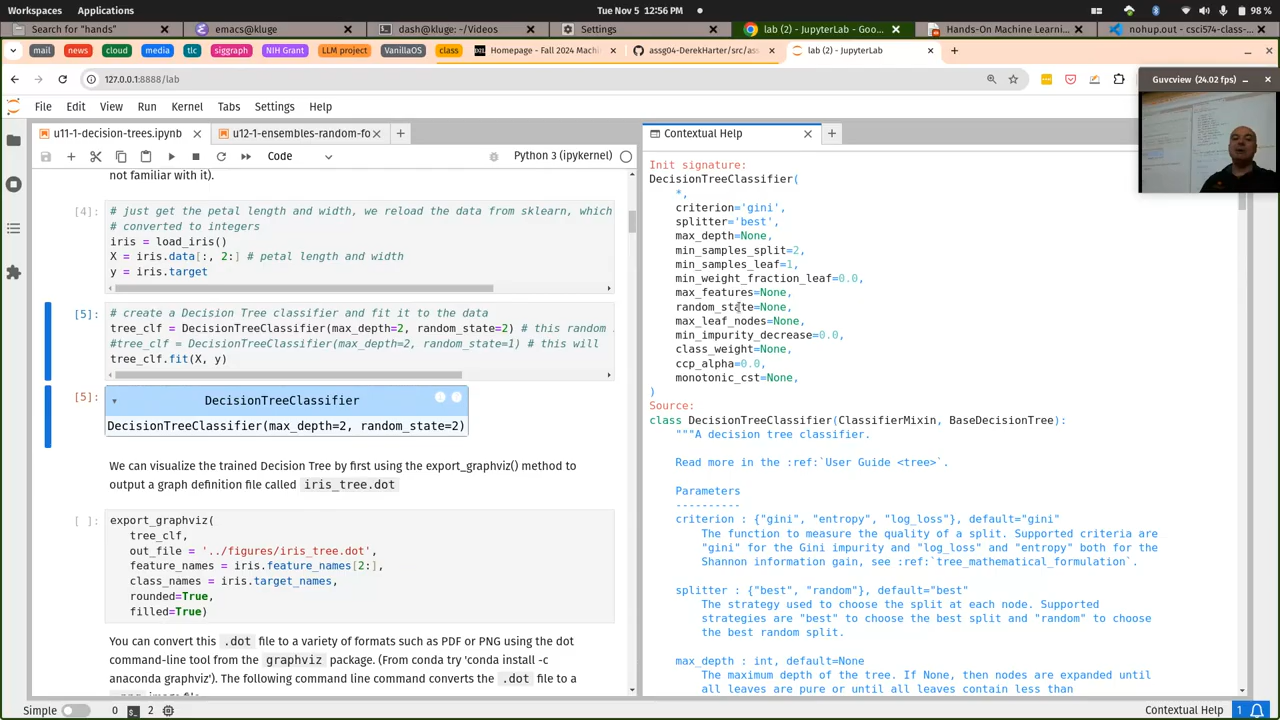 Workspaces Applications Tue Nov 5 12:56 PM 98 %
Search for "hands" emacs@kluge dash@kluge: ~/Videos Settings lab (2) - JupyterLab - Goo... Hands-On Machine Learni... nohup.out - csci574-class-...
mail news cloud media tlc siggraph NIH Grant LLM tutorial VanillaOS class Homepage - Fall 2024 Machin assg04-DerekHarter/src/ass lab (2) - JupyterLab
127.0.0.1:8888/lab
Guvcview (24.02 fps)
File Edit View Run Kernel Tabs Settings Help
u11-1-decision-trees.ipynb u12-1-ensembles-random-fo
Code Python 3 (ipykernel)
not familiar with it).
[4]: # just get the petal length and width, we reload the data from sklearn, which
# converted to integers
iris = load_iris()
X = iris.data[:, 2:] # petal length and width
y = iris.target
[5]: # create a Decision Tree classifier and fit it to the data
tree_clf = DecisionTreeClassifier(max_depth=2, random_state=2) # this random
#tree_clf = DecisionTreeClassifier(max_depth=2, random_state=1) # this will
tree_clf.fit(X, y)
[5]: DecisionTreeClassifier
DecisionTreeClassifier(max_depth=2, random_state=2)
We can visualize the trained Decision Tree by first using the export_graphviz() method to
output a graph definition file called iris_tree.dot
[ ]: export_graphviz(
tree_clf,
out_file = '../figures/iris_tree.dot',
feature_names = iris.feature_names[2:],
class_names = iris.target_names,
rounded=True,
filled=True)
You can convert this .dot file to a variety of formats such as PDF or PNG using the dot
command-line tool from the graphviz package. (From conda try 'conda install -c
anaconda graphviz'). The following command line command converts the .dot file to a
Contextual Help
Init signature:
DecisionTreeClassifier(
*,
criterion='gini',
splitter='best',
max_depth=None,
min_samples_split=2,
min_samples_leaf=1,
min_weight_fraction_leaf=0.0,
max_features=None,
random_state=None,
max_leaf_nodes=None,
min_impurity_decrease=0.0,
class_weight=None,
ccp_alpha=0.0,
monotonic_cst=None,
)
Source:
class DecisionTreeClassifier(ClassifierMixin, BaseDecisionTree):
"""A decision tree classifier.
Read more in the :ref:`User Guide <tree>`.
Parameters
----------
criterion : {"gini", "entropy", "log_loss"}, default="gini"
The function to measure the quality of a split. Supported criteria are
"gini" for the Gini impurity and "log_loss" and "entropy" both for the
Shannon information gain, see :ref:`tree_mathematical_formulation`.
splitter : {"best", "random"}, default="best"
The strategy used to choose the split at each node. Supported
strategies are "best" to choose the best split and "random" to choose
the best random split.
max_depth : int, default=None
The maximum depth of the tree. If None, then nodes are expanded until
all leaves are pure or until all leaves contain less than
Simple 0 2 Contextual Help 1